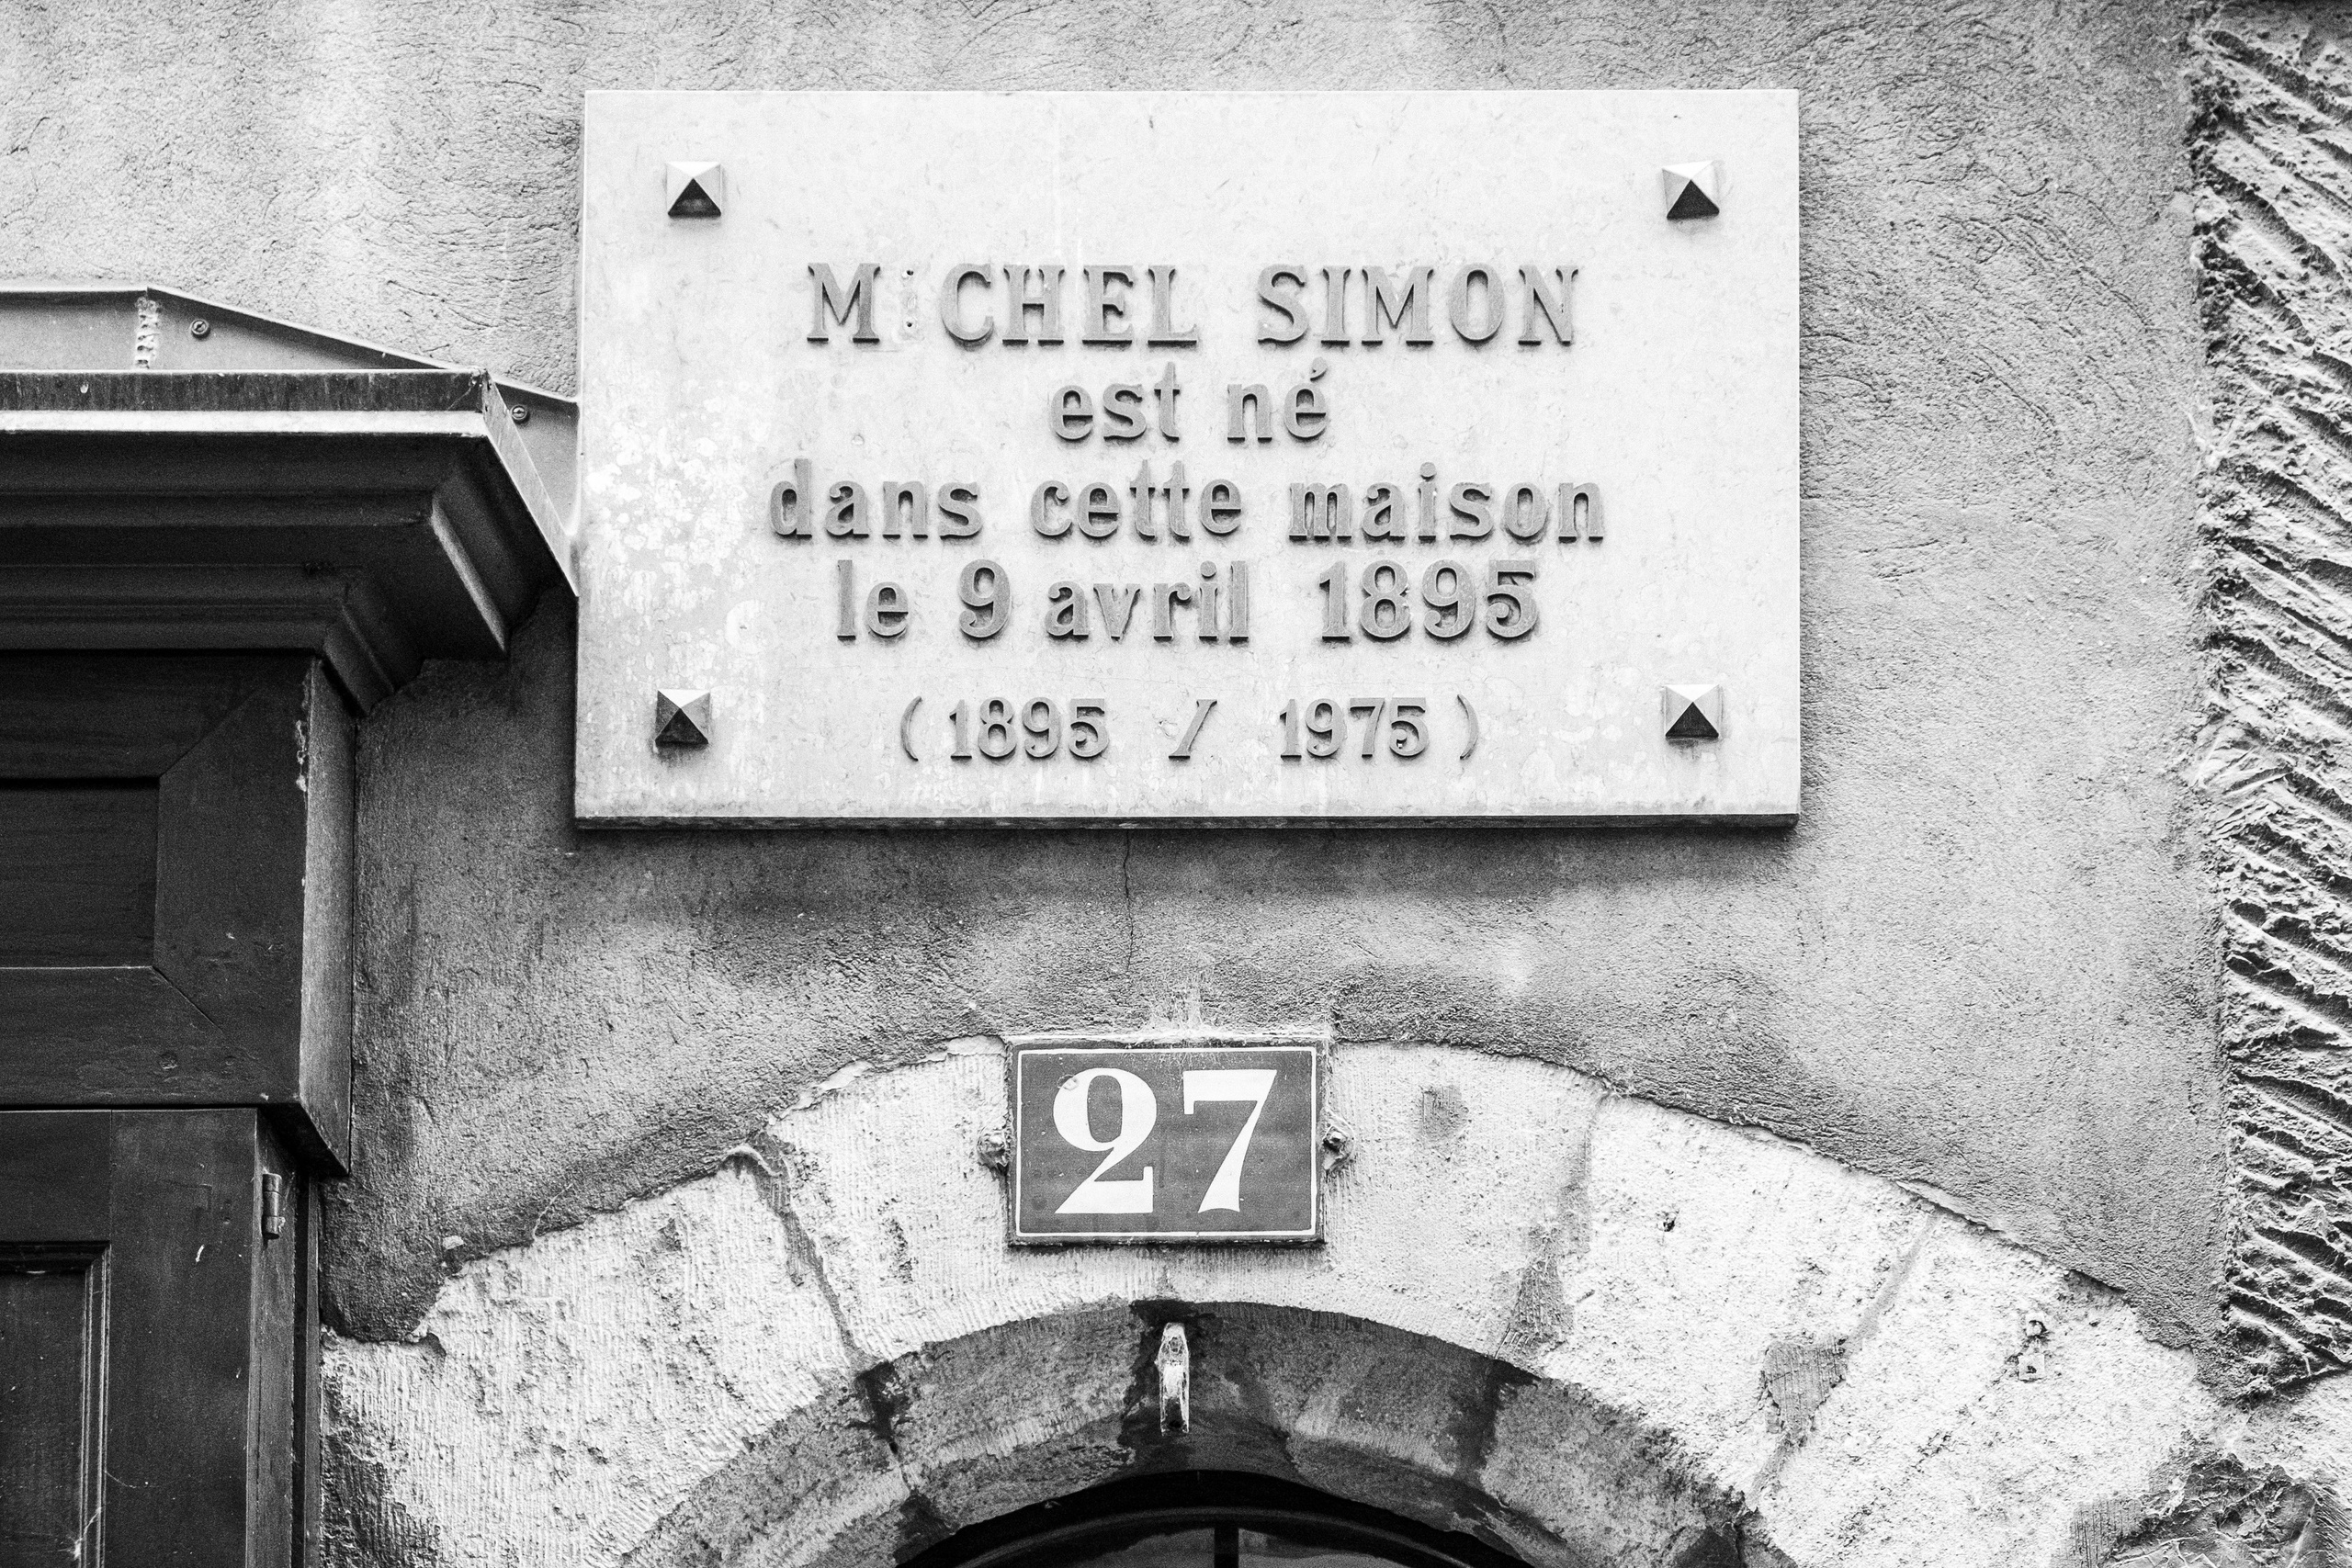 M CHEL SIMON
est né
dans cette maison
le 9 avril 1895
( 1895 / 1975 )
27